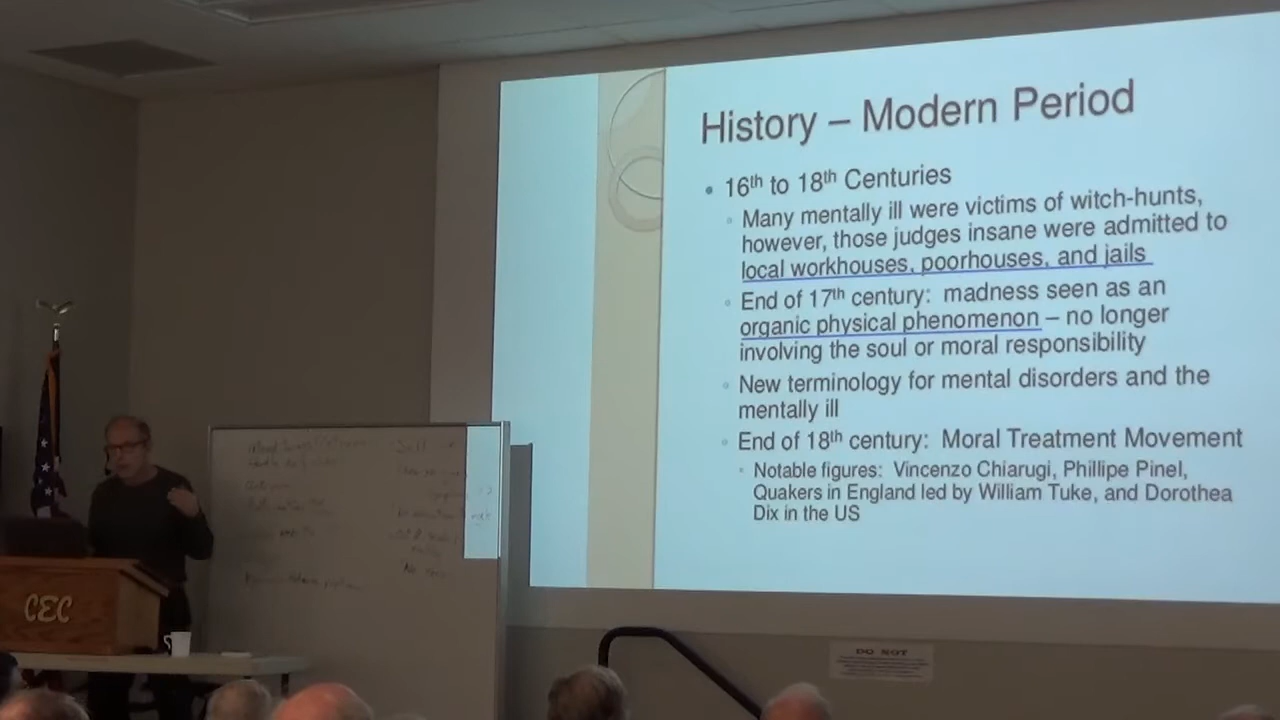 History – Modern Period
• 16th to 18th Centuries
Many mentally ill were victims of witch-hunts,
however, those judges insane were admitted to
local workhouses, poorhouses, and jails
End of 17th century: madness seen as an
organic physical phenomenon – no longer
involving the soul or moral responsibility
New terminology for mental disorders and the
mentally ill
End of 18th century: Moral Treatment Movement
Notable figures: Vincenzo Chiarugi, Phillipe Pinel,
Quakers in England led by William Tuke, and Dorothea
Dix in the US
CEC
DO NOT